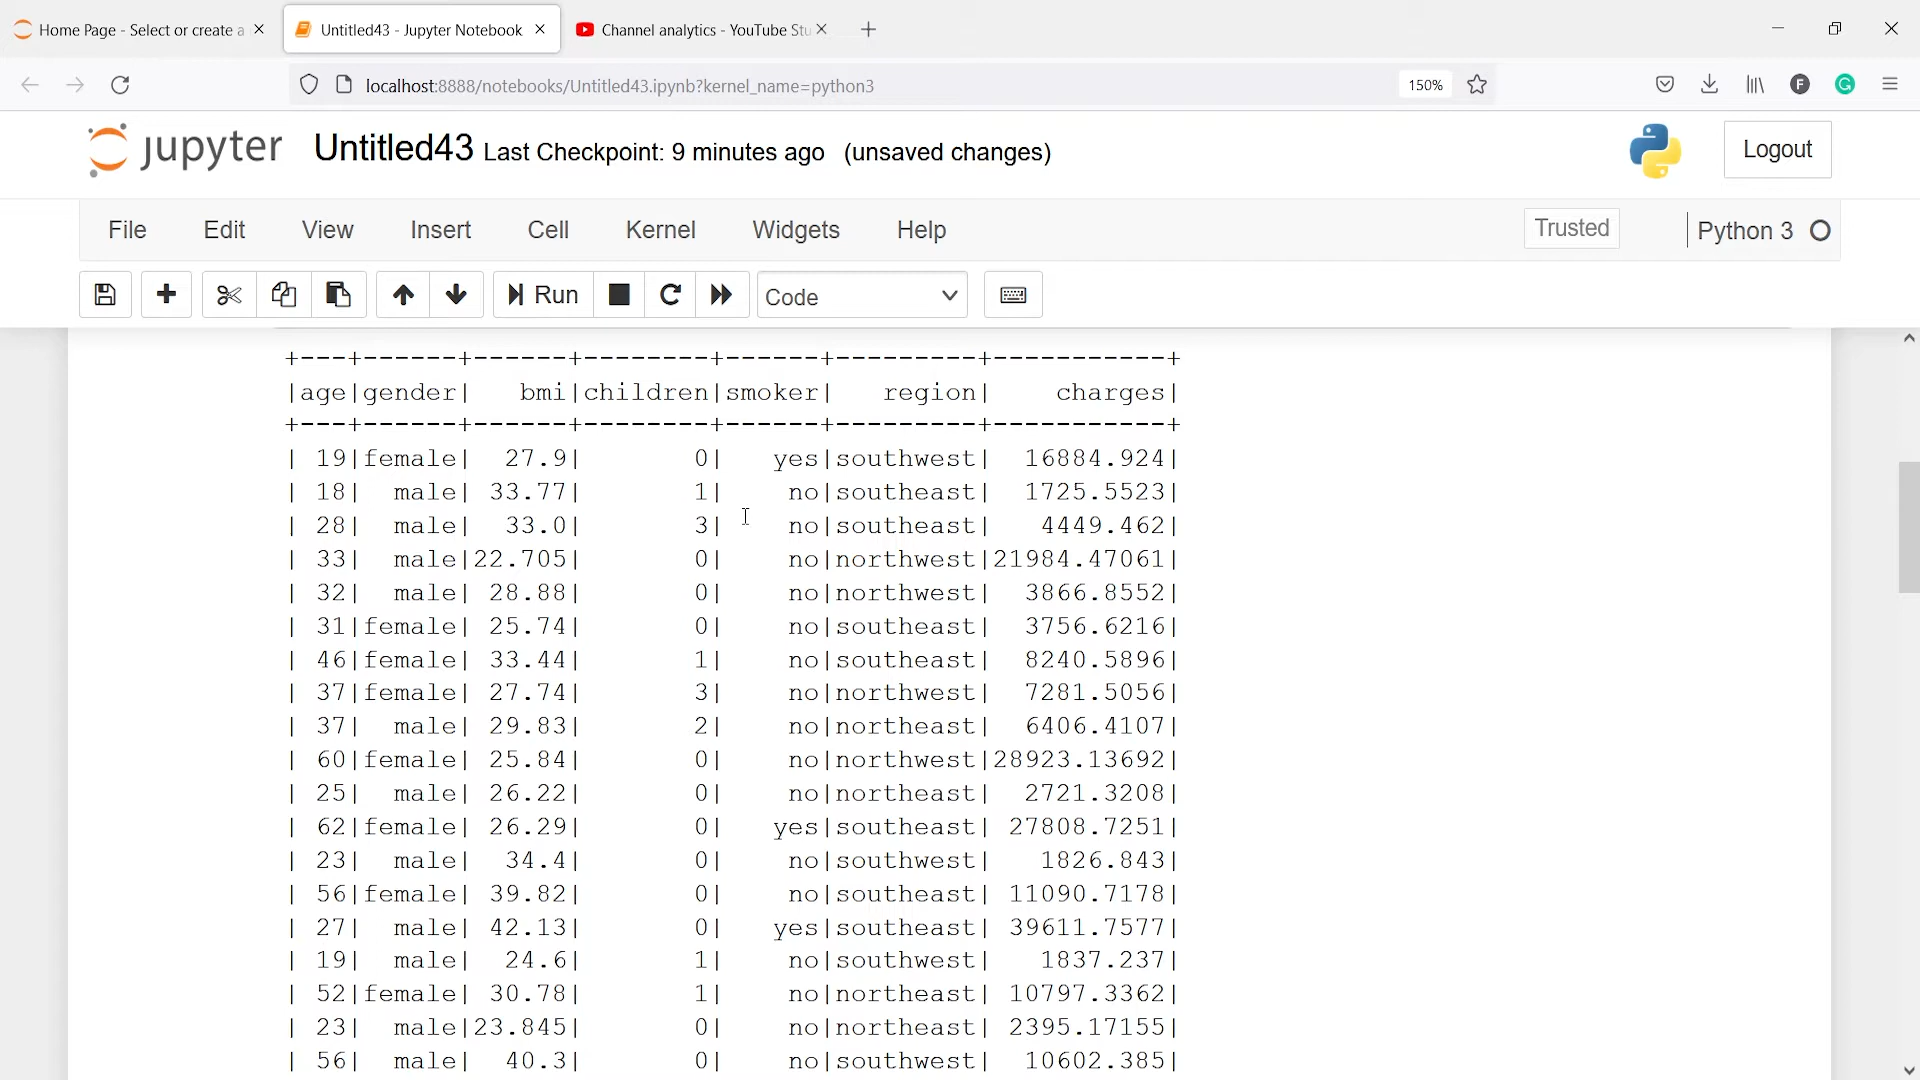 Home Page - Select or create a
Untitled43 - Jupyter Notebook
Channel analytics - YouTube Stu
localhost:8888/notebooks/Untitled43.ipynb?kernel_name=python3
150%
F
G
jupyter Untitled43 Last Checkpoint: 9 minutes ago (unsaved changes)
Logout
File Edit View Insert Cell Kernel Widgets Help
Trusted
Python 3
Run
Code
+---+------+------+--------+------+---------+-----------+
|age|gender|   bmi|children|smoker|   region|    charges|
+---+------+------+--------+------+---------+-----------+
| 19|female|  27.9|       0|   yes|southwest|  16884.924|
| 18|  male| 33.77|       1|    no|southeast|  1725.5523|
| 28|  male|  33.0|       3|    no|southeast|   4449.462|
| 33|  male|22.705|       0|    no|northwest|21984.47061|
| 32|  male| 28.88|       0|    no|northwest|  3866.8552|
| 31|female| 25.74|       0|    no|southeast|  3756.6216|
| 46|female| 33.44|       1|    no|southeast|  8240.5896|
| 37|female| 27.74|       3|    no|northwest|  7281.5056|
| 37|  male| 29.83|       2|    no|northeast|  6406.4107|
| 60|female| 25.84|       0|    no|northwest|28923.13692|
| 25|  male| 26.22|       0|    no|northeast|  2721.3208|
| 62|female| 26.29|       0|   yes|southeast| 27808.7251|
| 23|  male|  34.4|       0|    no|southwest|   1826.843|
| 56|female| 39.82|       0|    no|southeast| 11090.7178|
| 27|  male| 42.13|       0|   yes|southeast| 39611.7577|
| 19|  male|  24.6|       1|    no|southwest|   1837.237|
| 52|female| 30.78|       1|    no|northeast| 10797.3362|
| 23|  male|23.845|       0|    no|northeast| 2395.17155|
| 56|  male|  40.3|       0|    no|southwest|  10602.385|